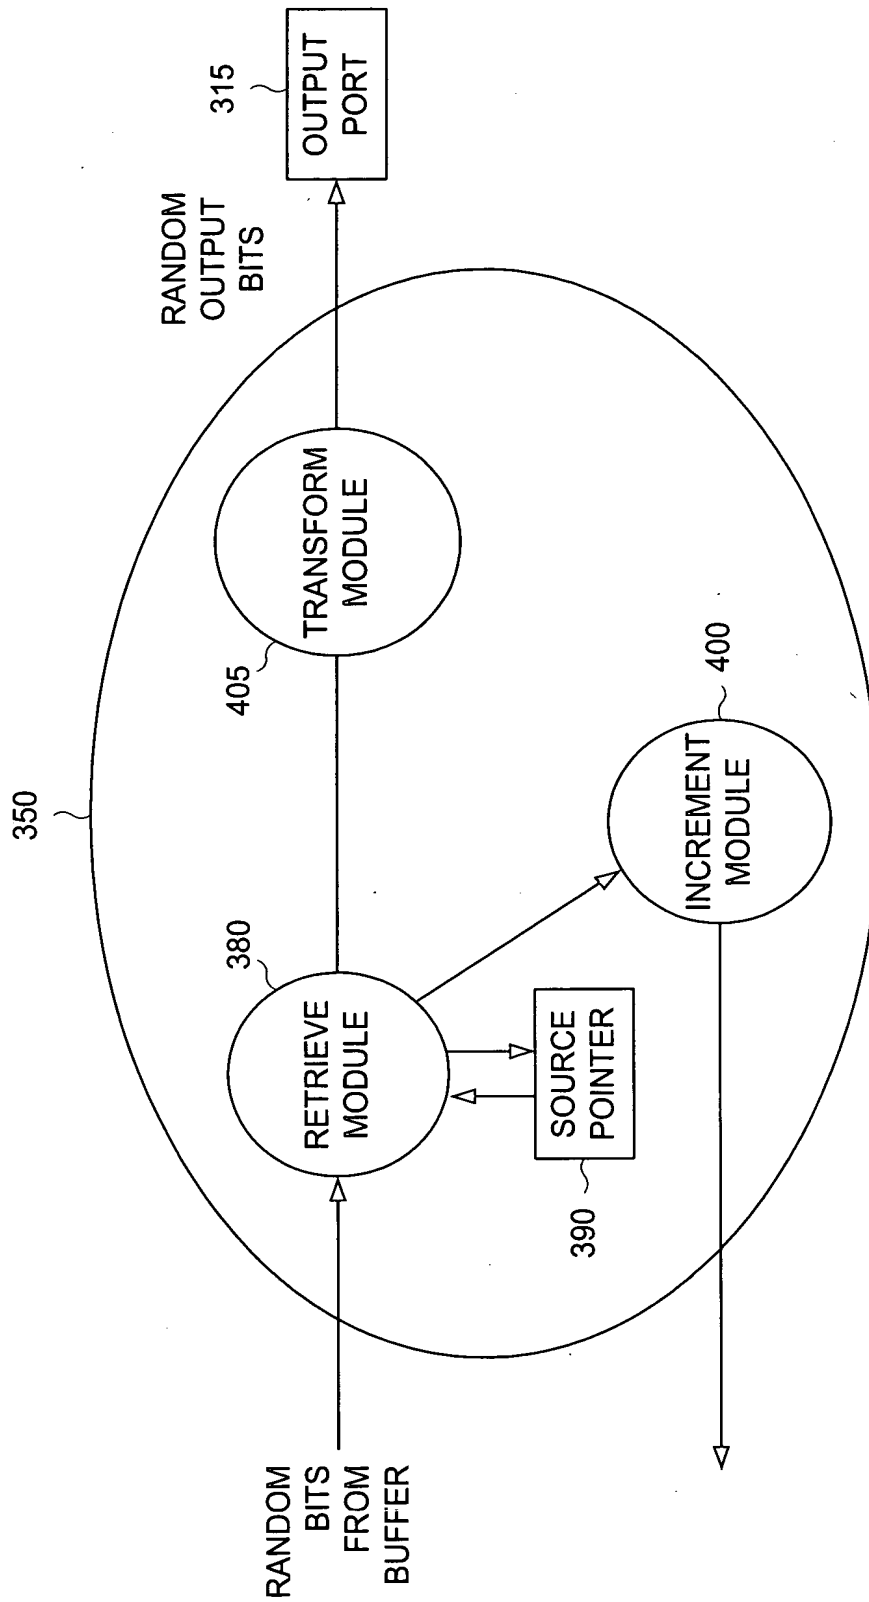 350
RANDOM
BITS
FROM
BUFFER
380
RETRIEVE
MODULE
390
SOURCE
POINTER
405
TRANSFORM
MODULE
400
INCREMENT
MODULE
RANDOM
OUTPUT
BITS
315
OUTPUT
PORT